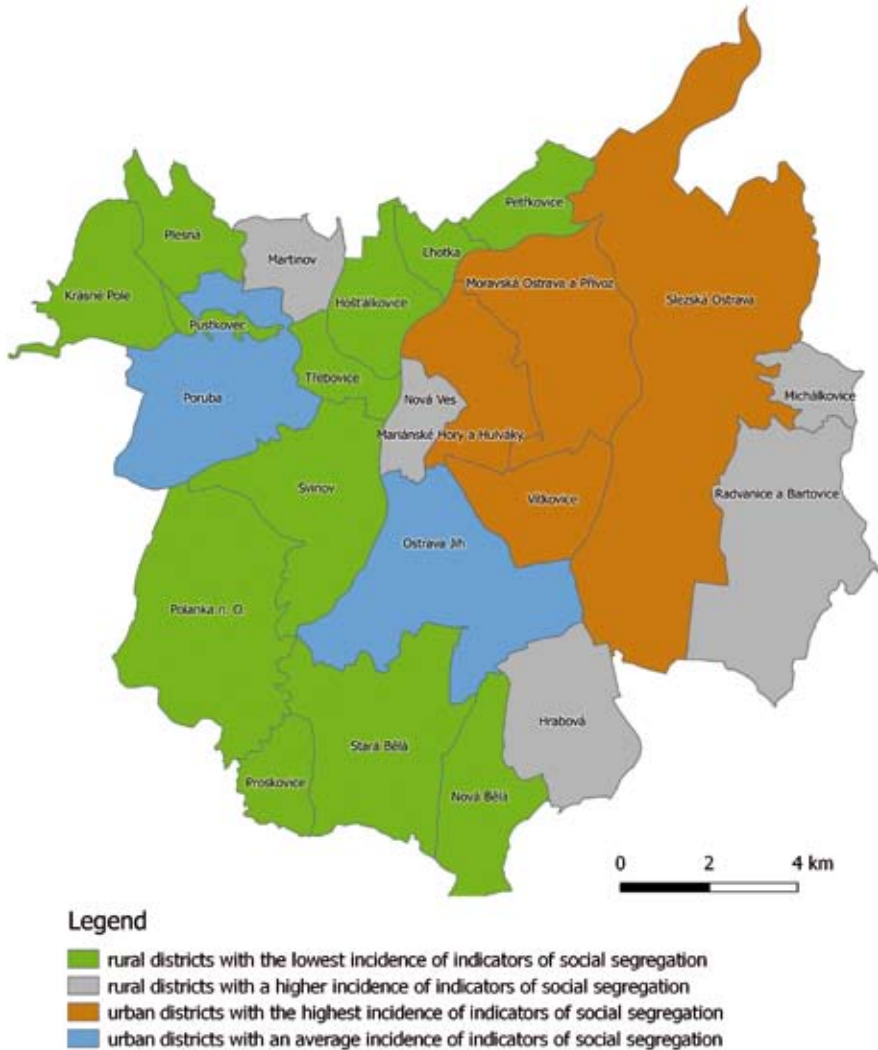 Petřkovice
Plesná
Lhotka
Martinov
Moravská Ostrava a Přívoz
Krásné Pole
Hošťálkovice
Slezská Ostrava
Pustkovec
Třebovice
Poruba
Nová Ves
Michálkovice
Mariánské Hory a Hulváky
Svinov
Radvanice a Bartovice
Vítkovice
Ostrava Jih
Polanka n. O.
Hrabová
Stará Bělá
Proskovice
Nová Bělá
0 2 4 km
Legend
rural districts with the lowest incidence of indicators of social segregation
rural districts with a higher incidence of indicators of social segregation
urban districts with the highest incidence of indicators of social segregation
urban districts with an average incidence of indicators of social segregation